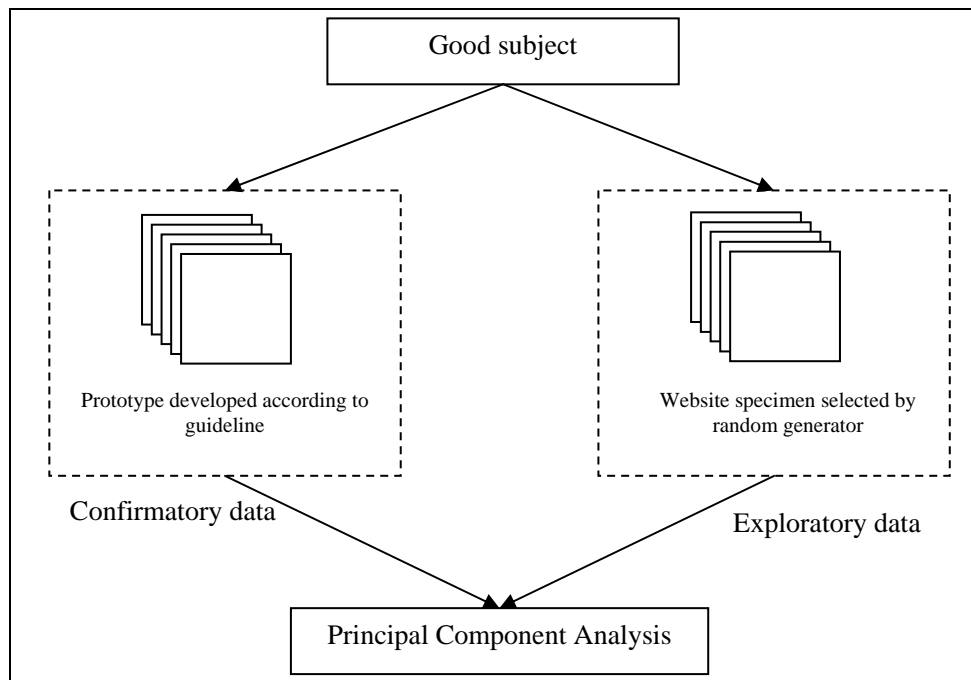 Good subject
Prototype developed according to
guideline
Website specimen selected by
random generator
Confirmatory data
Exploratory data
Principal Component Analysis